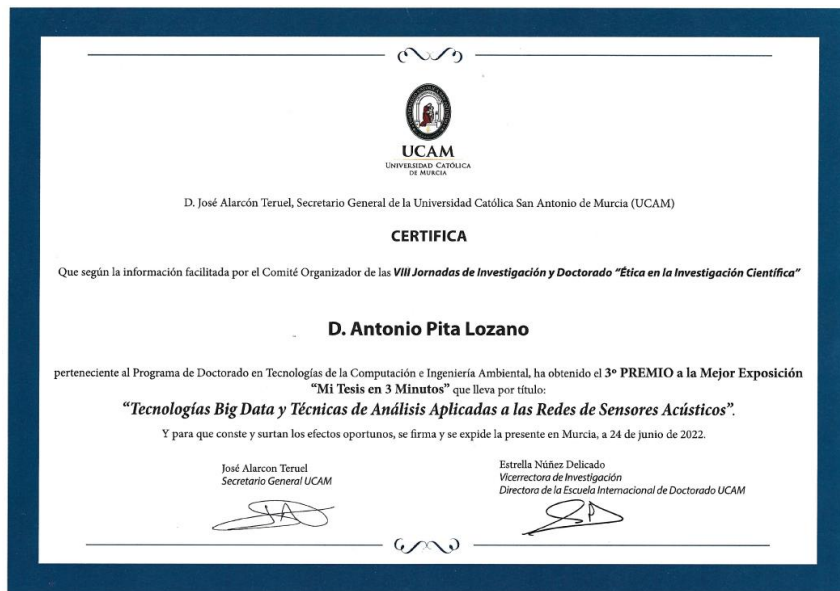 UCAM
UNIVERSIDAD CATÓLICA
DE MURCIA
D. José Alarcón Teruel, Secretario General de la Universidad Católica San Antonio de Murcia (UCAM)
CERTIFICA
Que según la información facilitada por el Comité Organizador de las VIII Jornadas de Investigación y Doctorado “Ética en la Investigación Científica”
D. Antonio Pita Lozano
perteneciente al Programa de Doctorado en Tecnologías de la Computación e Ingeniería Ambiental, ha obtenido el 3º PREMIO a la Mejor Exposición
“Mi Tesis en 3 Minutos” que lleva por título:
“Tecnologías Big Data y Técnicas de Análisis Aplicadas a las Redes de Sensores Acústicos”.
Y para que conste y surtan los efectos oportunos, se firma y se expide la presente en Murcia, a 24 de junio de 2022.
José Alarcon Teruel
Secretario General UCAM
Estrella Núñez Delicado
Vicerrectora de Investigación
Directora de la Escuela Internacional de Doctorado UCAM